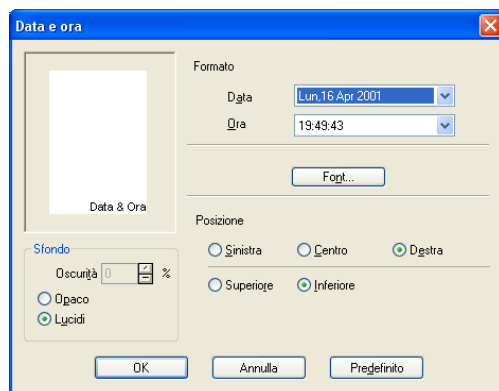 Data e ora
Formato
Data Lun,16 Apr 2001
Ora 19:49:43
Font...
Data & Ora
Posizione
Sinistra Centro Destra
Superiore Inferiore
Sfondo
Oscurità 0 %
Opaco
Lucidi
OK Annulla Predefinito